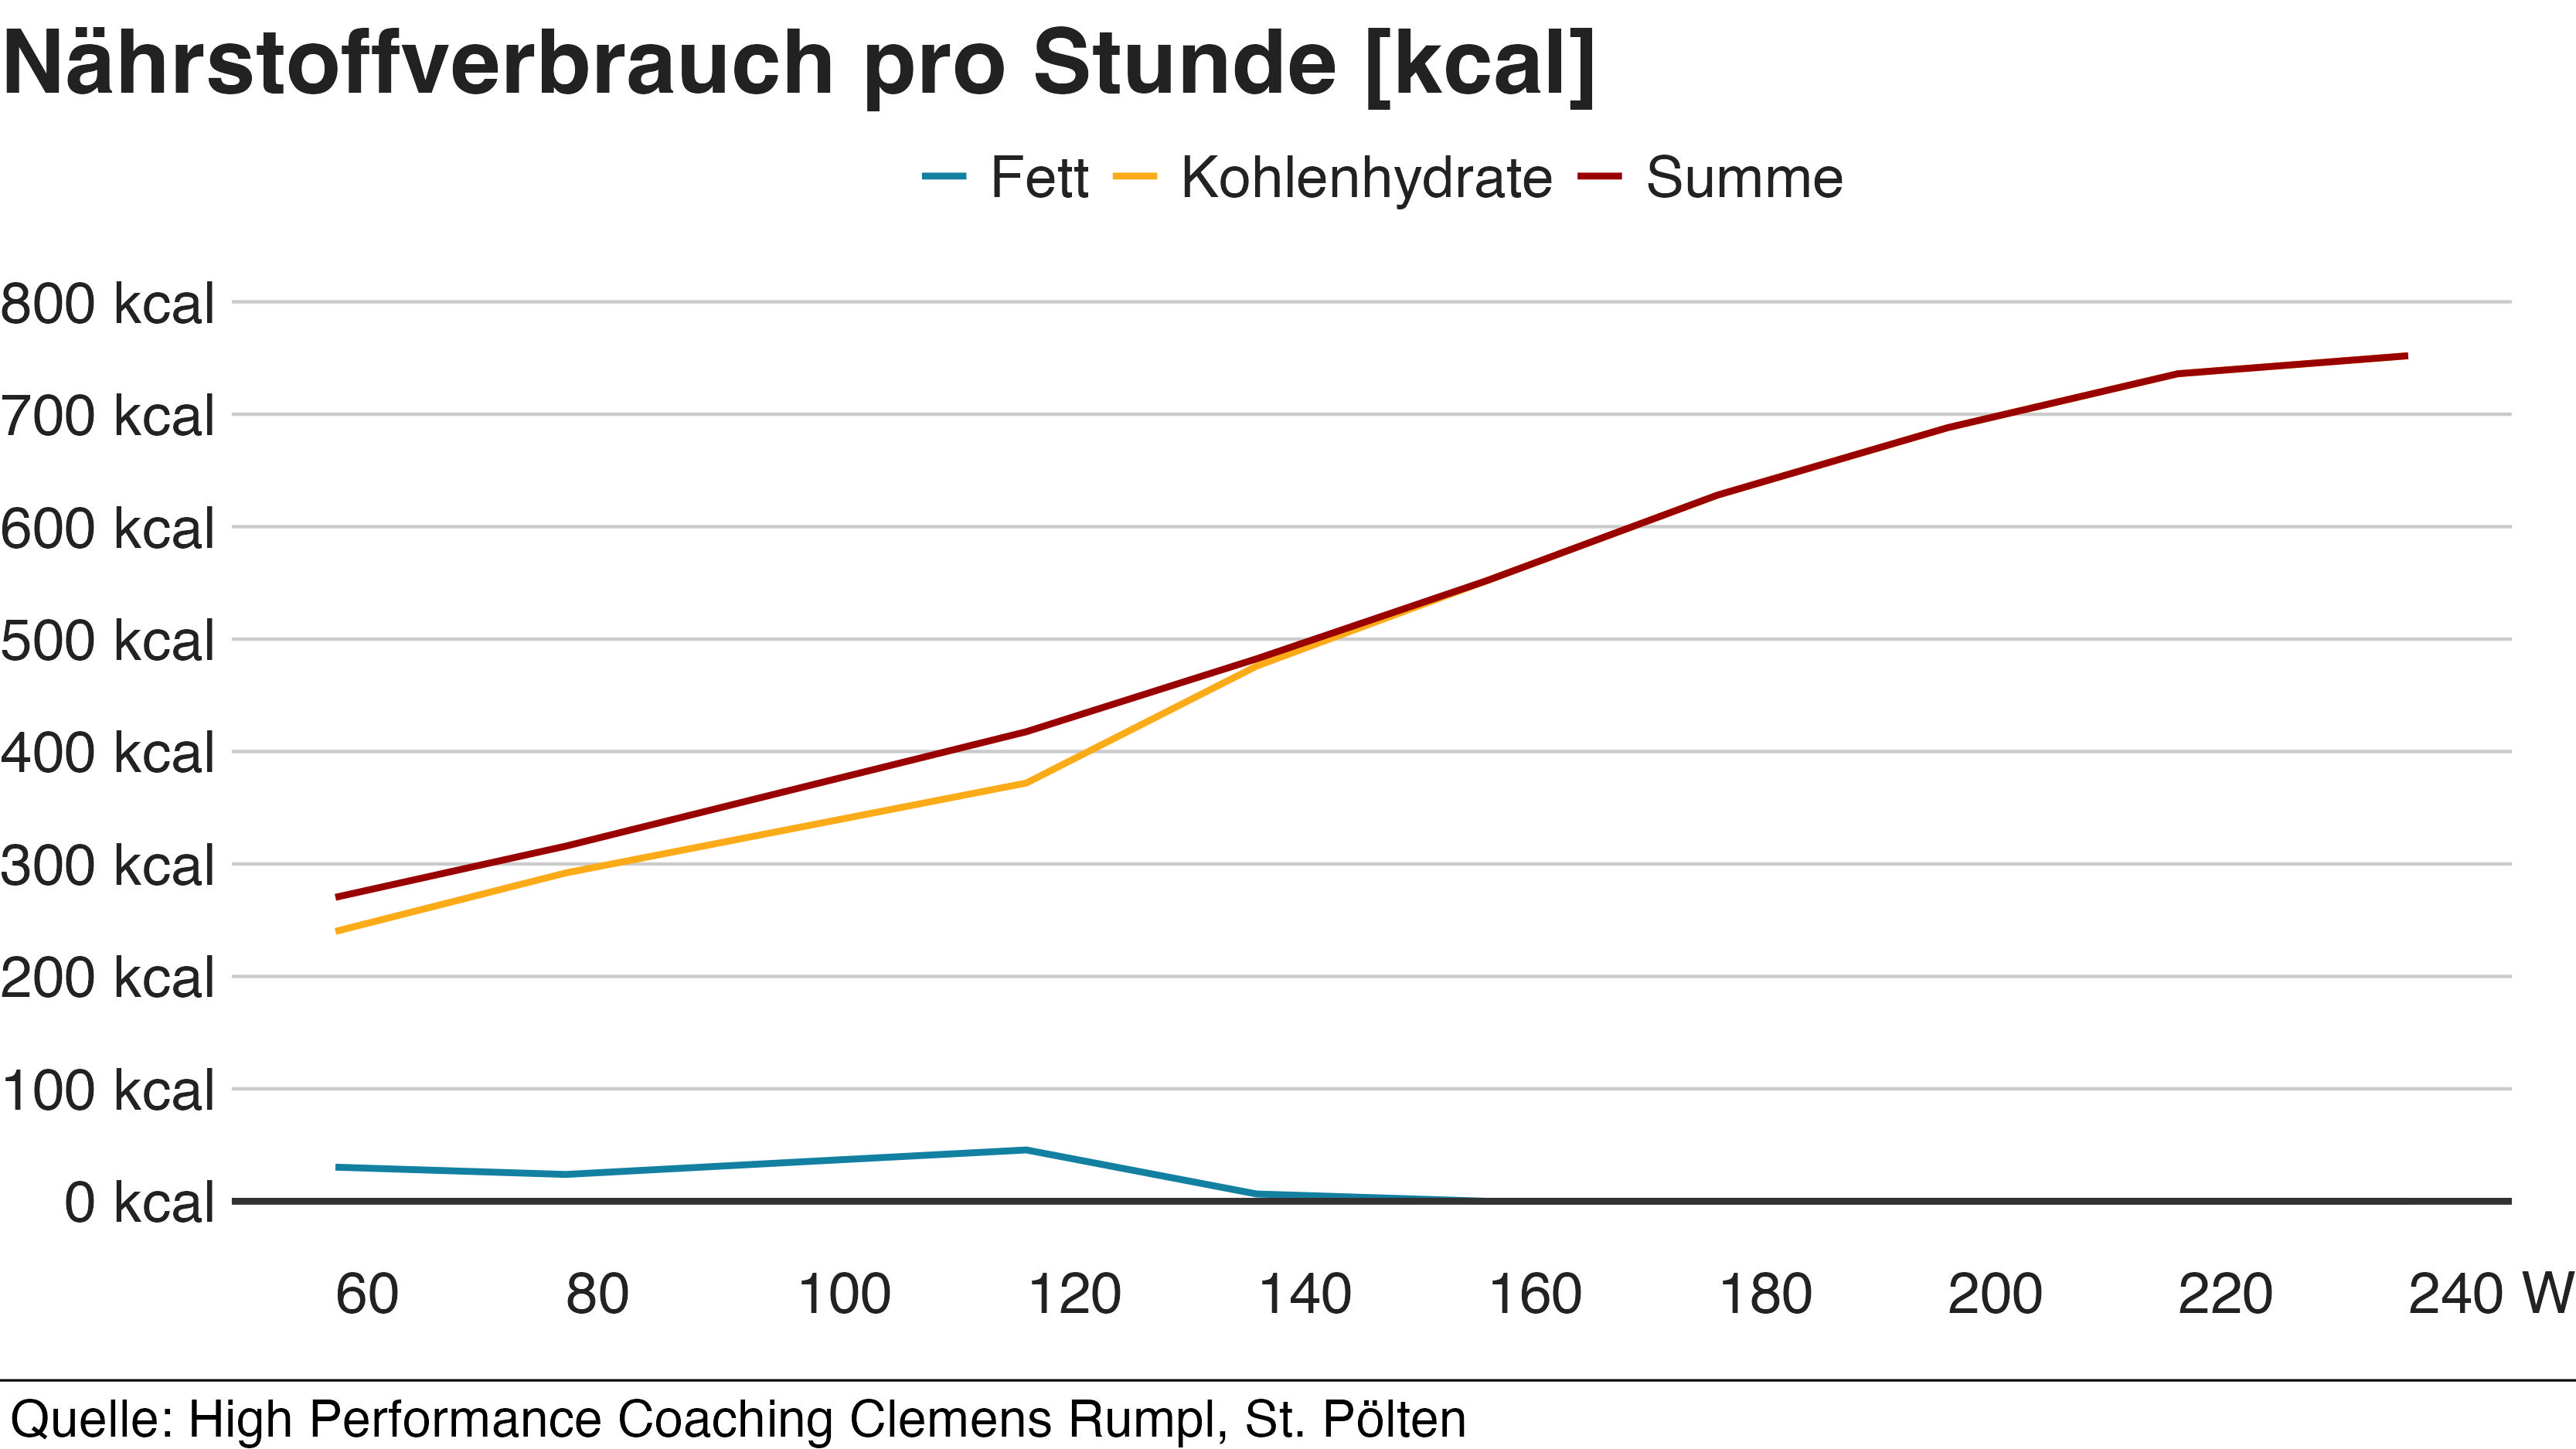 Nährstoffverbrauch pro Stunde [kcal]
Fett Kohlenhydrate Summe
800 kcal
700 kcal
600 kcal
500 kcal
400 kcal
300 kcal
200 kcal
100 kcal
0 kcal
60 80 100 120 140 160 180 200 220 240 W
Quelle: High Performance Coaching Clemens Rumpl, St. Pölten